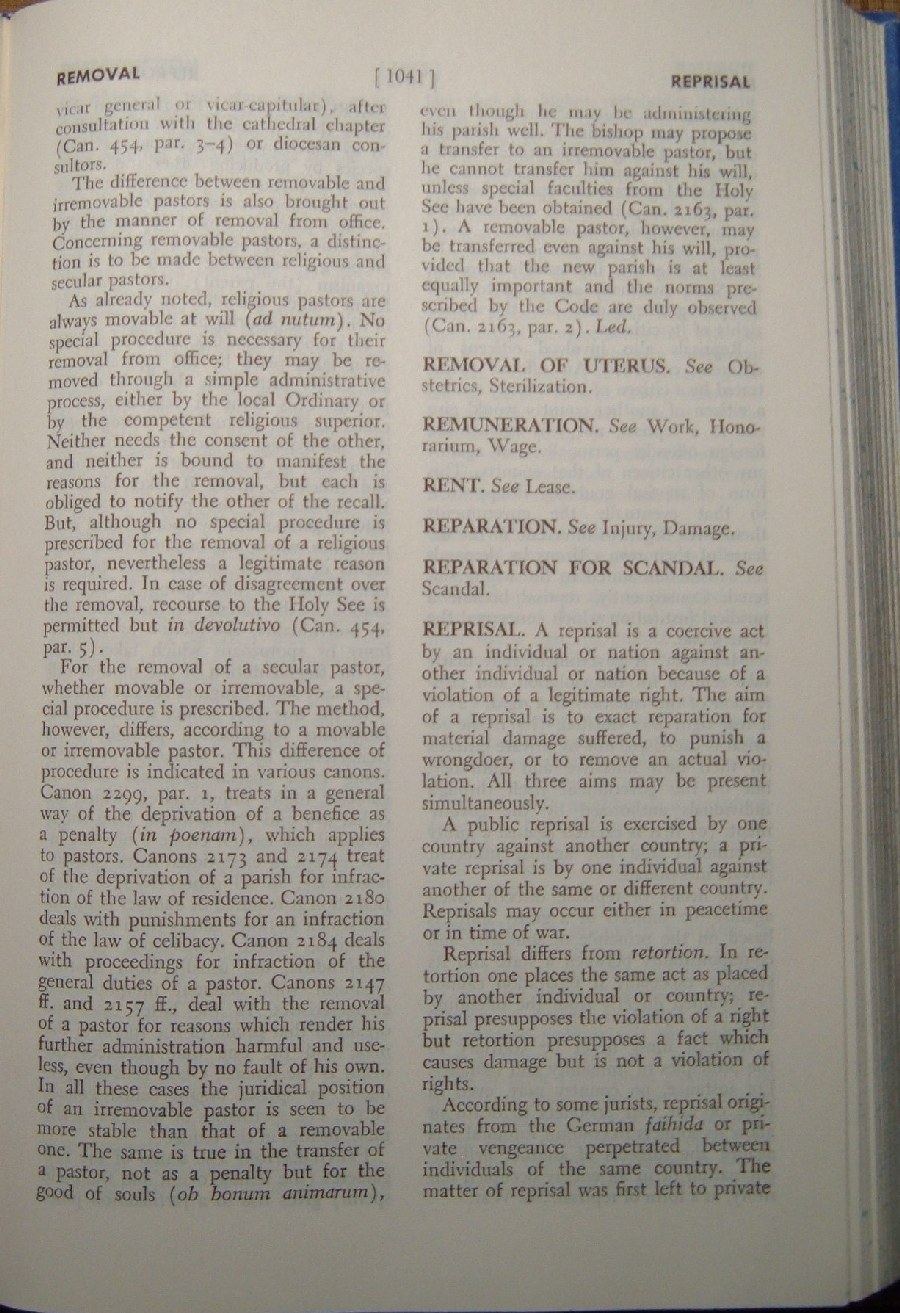 REMOVAL
[ 1041 ]
REPRISAL
vicar general or vicar-capitular), after
consultation with the cathedral chapter
(Can. 454, par. 3–4) or diocesan con-
sultors.
The difference between removable and
irremovable pastors is also brought out
by the manner of removal from office.
Concerning removable pastors, a distinc-
tion is to be made between religious and
secular pastors.
As already noted, religious pastors are
always movable at will (ad nutum). No
special procedure is necessary for their
removal from office; they may be re-
moved through a simple administrative
process, either by the local Ordinary or
by the competent religious superior.
Neither needs the consent of the other,
and neither is bound to manifest the
reasons for the removal, but each is
obliged to notify the other of the recall.
But, although no special procedure is
prescribed for the removal of a religious
pastor, nevertheless a legitimate reason
is required. In case of disagreement over
the removal, recourse to the Holy See is
permitted but in devolutivo (Can. 454,
par. 5).
For the removal of a secular pastor,
whether movable or irremovable, a spe-
cial procedure is prescribed. The method,
however, differs, according to a movable
or irremovable pastor. This difference of
procedure is indicated in various canons.
Canon 2299, par. 1, treats in a general
way of the deprivation of a benefice as
a penalty (in poenam), which applies
to pastors. Canons 2173 and 2174 treat
of the deprivation of a parish for infrac-
tion of the law of residence. Canon 2180
deals with punishments for an infraction
of the law of celibacy. Canon 2184 deals
with proceedings for infraction of the
general duties of a pastor. Canons 2147
ff. and 2157 ff., deal with the removal
of a pastor for reasons which render his
further administration harmful and use-
less, even though by no fault of his own.
In all these cases the juridical position
of an irremovable pastor is seen to be
more stable than that of a removable
one. The same is true in the transfer of
a pastor, not as a penalty but for the
good of souls (ob bonum animarum),
even though he may be administering
his parish well. The bishop may propose
a transfer to an irremovable pastor, but
he cannot transfer him against his will,
unless special faculties from the Holy
See have been obtained (Can. 2163, par.
1). A removable pastor, however, may
be transferred even against his will, pro-
vided that the new parish is at least
equally important and the norms pre-
scribed by the Code are duly observed
(Can. 2163, par. 2). Led.
REMOVAL OF UTERUS. See Ob-
stetrics, Sterilization.
REMUNERATION. See Work, Hono-
rarium, Wage.
RENT. See Lease.
REPARATION. See Injury, Damage.
REPARATION FOR SCANDAL. See
Scandal.
REPRISAL. A reprisal is a coercive act
by an individual or nation against an-
other individual or nation because of a
violation of a legitimate right. The aim
of a reprisal is to exact reparation for
material damage suffered, to punish a
wrongdoer, or to remove an actual vio-
lation. All three aims may be present
simultaneously.
A public reprisal is exercised by one
country against another country; a pri-
vate reprisal is by one individual against
another of the same or different country.
Reprisals may occur either in peacetime
or in time of war.
Reprisal differs from retortion. In re-
tortion one places the same act as placed
by another individual or country; re-
prisal presupposes the violation of a right
but retortion presupposes a fact which
causes damage but is not a violation of
rights.
According to some jurists, reprisal origi-
nates from the German faihida or pri-
vate vengeance perpetrated between
individuals of the same country. The
matter of reprisal was first left to private